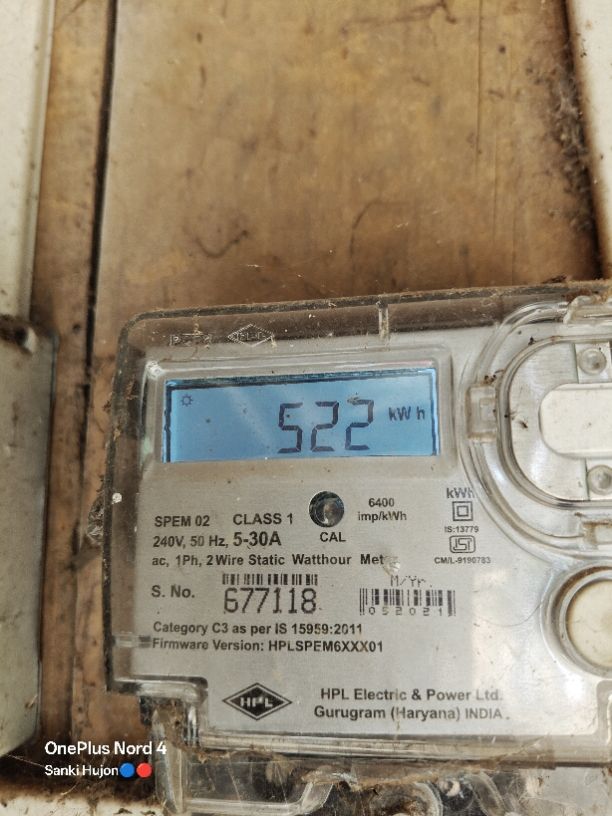 HPL
522 kWh
SPEM 02 CLASS 1 6400 imp/kWh kWh
240V, 50 Hz, 5-30A CAL IS:13779
ac, 1Ph, 2 Wire Static Watthour Meter CM/L-9190783
M/Yr.
S. No. 677118 052021
Category C3 as per IS 15959:2011
Firmware Version: HPLSPEM6XXX01
HPL HPL Electric & Power Ltd.
Gurugram (Haryana) INDIA.
OnePlus Nord 4
Sanki Hujon